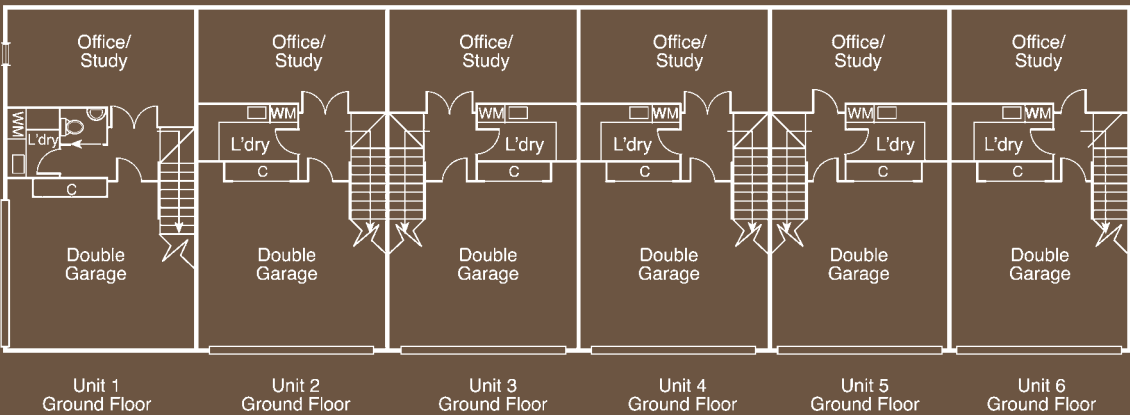 Office/
Study
Office/
Study
Office/
Study
Office/
Study
Office/
Study
Office/
Study
WM
L'dry
C
WM
L'dry
C
WM
L'dry
C
WM
L'dry
C
WM
L'dry
C
WM
L'dry
C
Double
Garage
Double
Garage
Double
Garage
Double
Garage
Double
Garage
Double
Garage
Unit 1
Ground Floor
Unit 2
Ground Floor
Unit 3
Ground Floor
Unit 4
Ground Floor
Unit 5
Ground Floor
Unit 6
Ground Floor